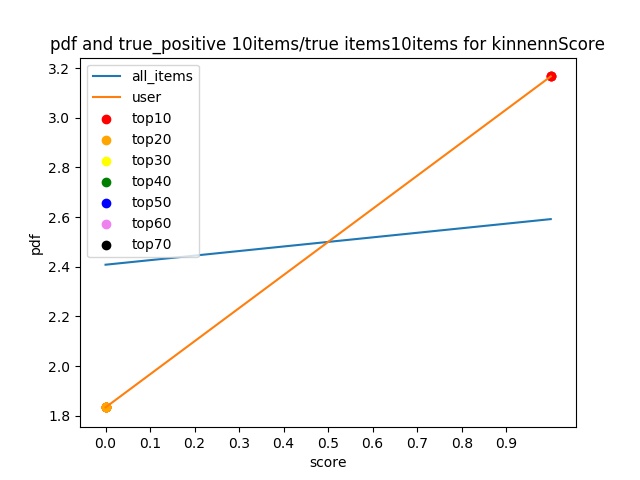 pdf and true_positive 10items/true items10items for kinnennScore
3.2
3.0
2.8
2.6
2.4
2.2
2.0
1.8
pdf
all_items
user
top10
top20
top30
top40
top50
top60
top70
0.0 0.1 0.2 0.3 0.4 0.5 0.6 0.7 0.8 0.9
score